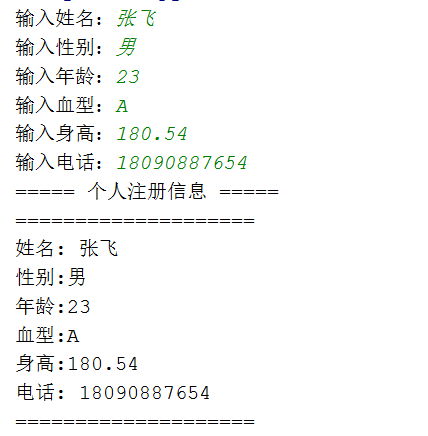 输入姓名：张飞
输入性别：男
输入年龄：23
输入血型：A
输入身高：180.54
输入电话：18090887654
===== 个人注册信息 =====
====================
姓名: 张飞
性别:男
年龄:23
血型:A
身高:180.54
电话: 18090887654
====================